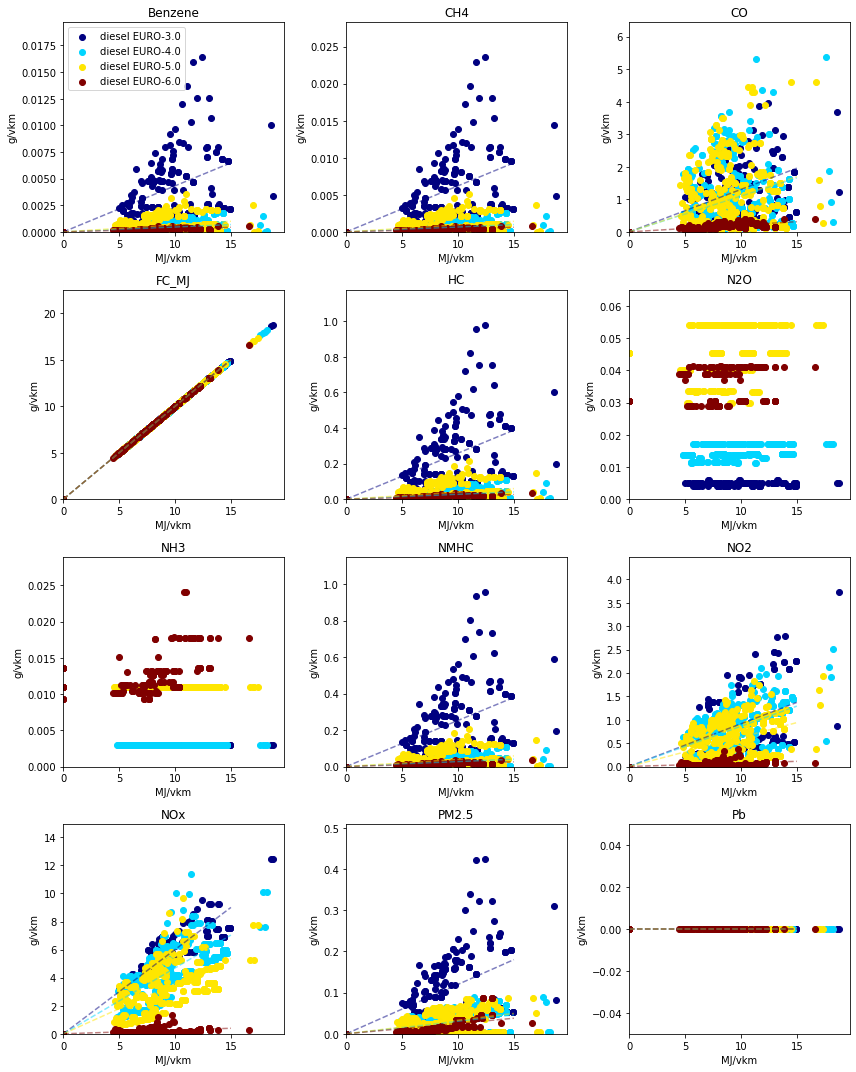 Benzene
CH4
CO
diesel EURO-3.0
diesel EURO-4.0
diesel EURO-5.0
diesel EURO-6.0
0.0175
0.0150
0.0125
0.0100
0.0075
0.0050
0.0025
0.0000
g/vkm
0 5 10 15
MJ/vkm
0.025
0.020
0.015
0.010
0.005
0.000
g/vkm
0 5 10 15
MJ/vkm
6
5
4
3
2
1
0
g/vkm
0 5 10 15
MJ/vkm
FC_MJ
HC
N2O
20
15
10
5
0
g/vkm
0 5 10 15
MJ/vkm
1.0
0.8
0.6
0.4
0.2
0.0
g/vkm
0 5 10 15
MJ/vkm
0.06
0.05
0.04
0.03
0.02
0.01
0.00
g/vkm
0 5 10 15
MJ/vkm
NH3
NMHC
NO2
0.025
0.020
0.015
0.010
0.005
0.000
g/vkm
0 5 10 15
MJ/vkm
1.0
0.8
0.6
0.4
0.2
0.0
g/vkm
0 5 10 15
MJ/vkm
4.0
3.5
3.0
2.5
2.0
1.5
1.0
0.5
0.0
g/vkm
0 5 10 15
MJ/vkm
NOx
PM2.5
Pb
14
12
10
8
6
4
2
0
g/vkm
0 5 10 15
MJ/vkm
0.5
0.4
0.3
0.2
0.1
0.0
g/vkm
0 5 10 15
MJ/vkm
0.04
0.02
0.00
−0.02
−0.04
g/vkm
0 5 10 15
MJ/vkm